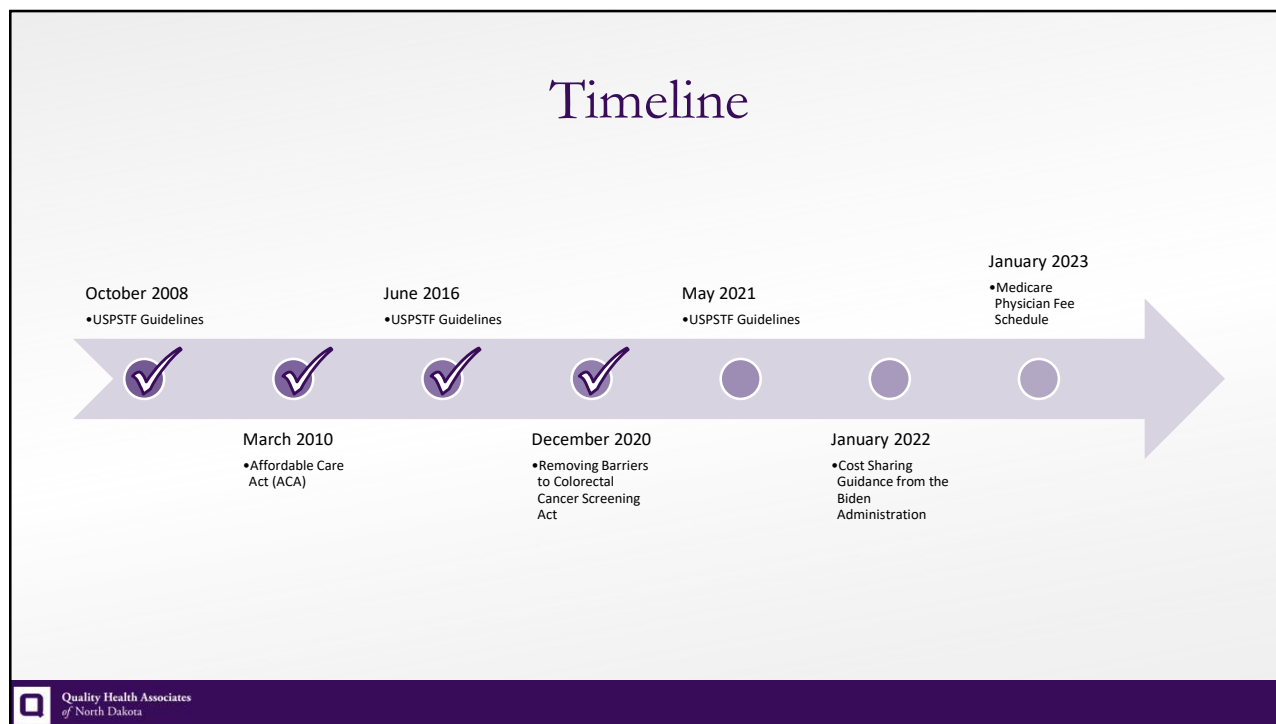 Timeline
October 2008
•USPSTF Guidelines
March 2010
•Affordable Care
Act (ACA)
June 2016
•USPSTF Guidelines
December 2020
•Removing Barriers
to Colorectal
Cancer Screening
Act
May 2021
•USPSTF Guidelines
January 2022
•Cost Sharing
Guidance from the
Biden
Administration
January 2023
•Medicare
Physician Fee
Schedule
Quality Health Associates
of North Dakota